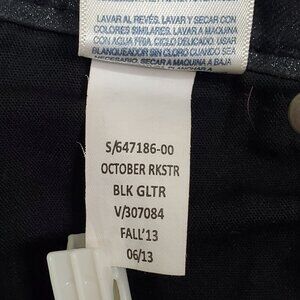 LAVAR AL REVÉS. LAVAR Y SECAR CON
COLORES SIMILARES. LAVAR A MAQUINA
CON AGUA FRIA. CICLO DELICADO. USAR
BLANQUEADOR SIN CLORO CUANDO SEA
NECESARIO. SECAR A MAQUINA A BAJA
S/647186-00
OCTOBER RKSTR
BLK GLTR
V/307084
FALL'13
06/13